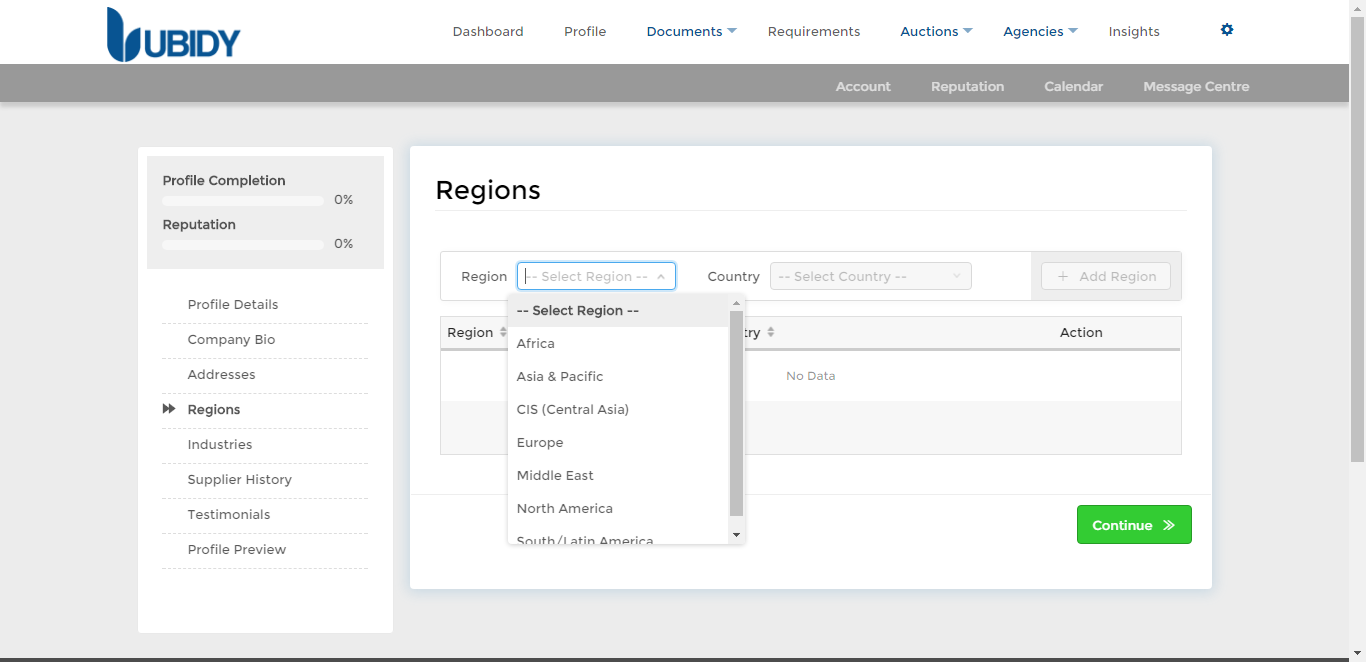 UBIDY
Dashboard Profile Documents Requirements Auctions Agencies Insights
Account Reputation Calendar Message Centre
Profile Completion
0%
Reputation
0%
Profile Details
Company Bio
Addresses
Regions
Industries
Supplier History
Testimonials
Profile Preview
Regions
Region -- Select Region -- Country -- Select Country -- + Add Region
-- Select Region --
Africa
Asia & Pacific
CIS (Central Asia)
Europe
Middle East
North America
South/Latin America
Region try Action
No Data
Continue